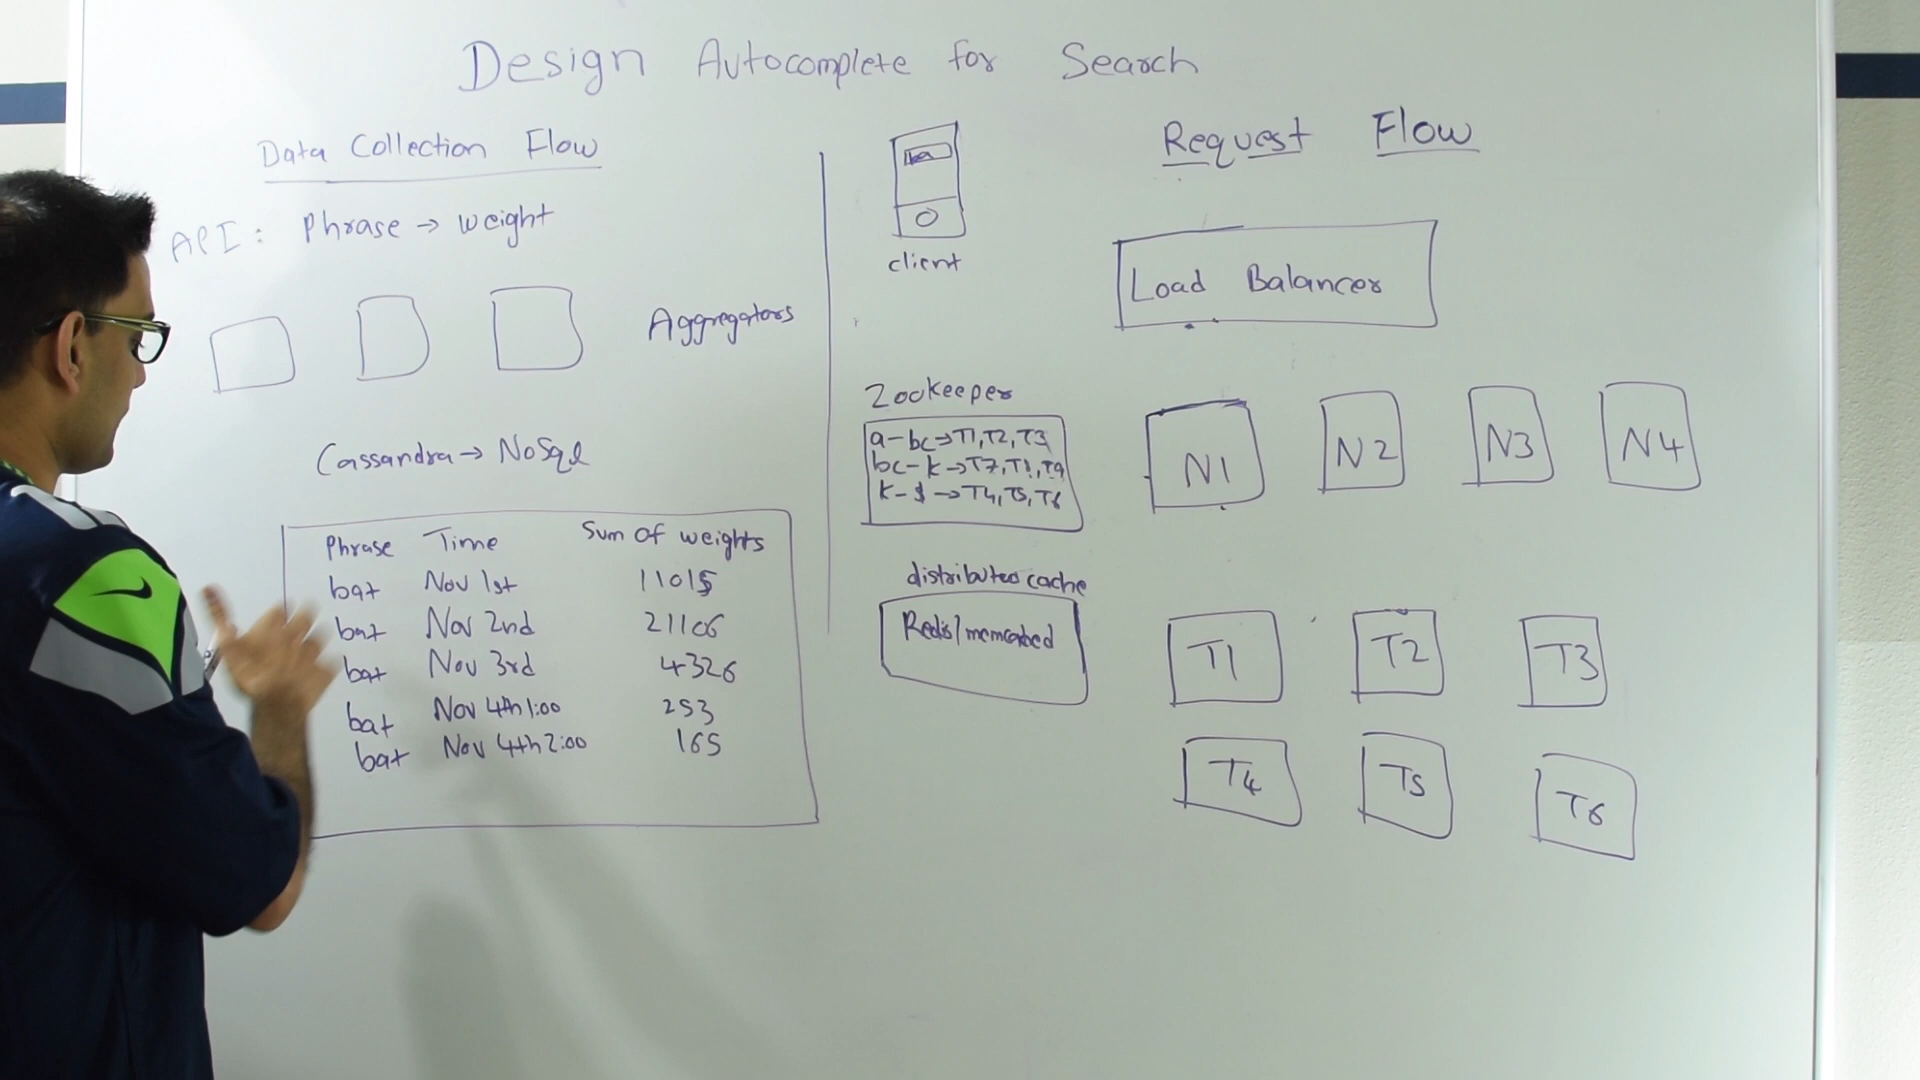 Design Autocomplete for Search
Data Collection Flow
API: Phrase → weight
Aggregators
Cassandra → NoSql
Phrase Time Sum of weights
bat Nov 1st 11015
bat Nov 2nd 21106
bat Nov 3rd 4326
bat Nov 4th 1:00 253
bat Nov 4th 2:00 165
ba
client
Request Flow
Load Balancer
Zookeeper
a-bc→T1,T2,T3
bc-k→T7,T8,T9
k-$→T4,T5,T6
N1 N2 N3 N4
distributed cache
Redis/memcached
T1 T2 T3
T4 T5 T6